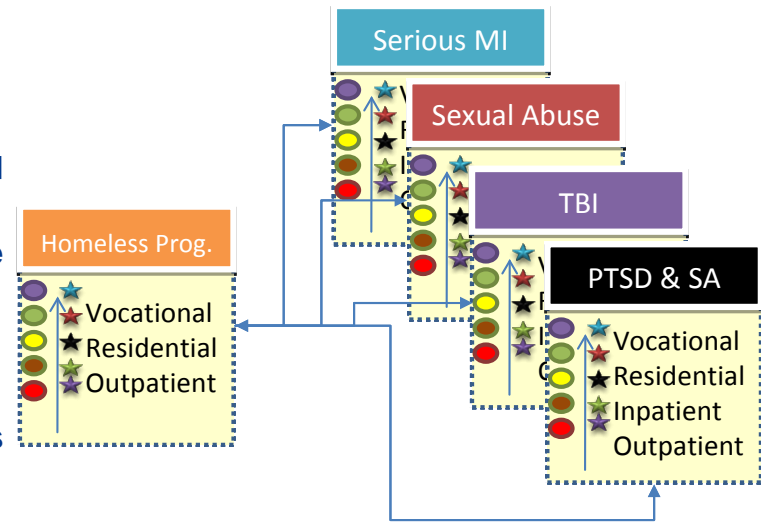 Serious MI
Sexual Abuse
TBI
PTSD & SA
Homeless Prog.
Vocational
Residential
Outpatient
Vocational
Residential
Inpatient
Outpatient